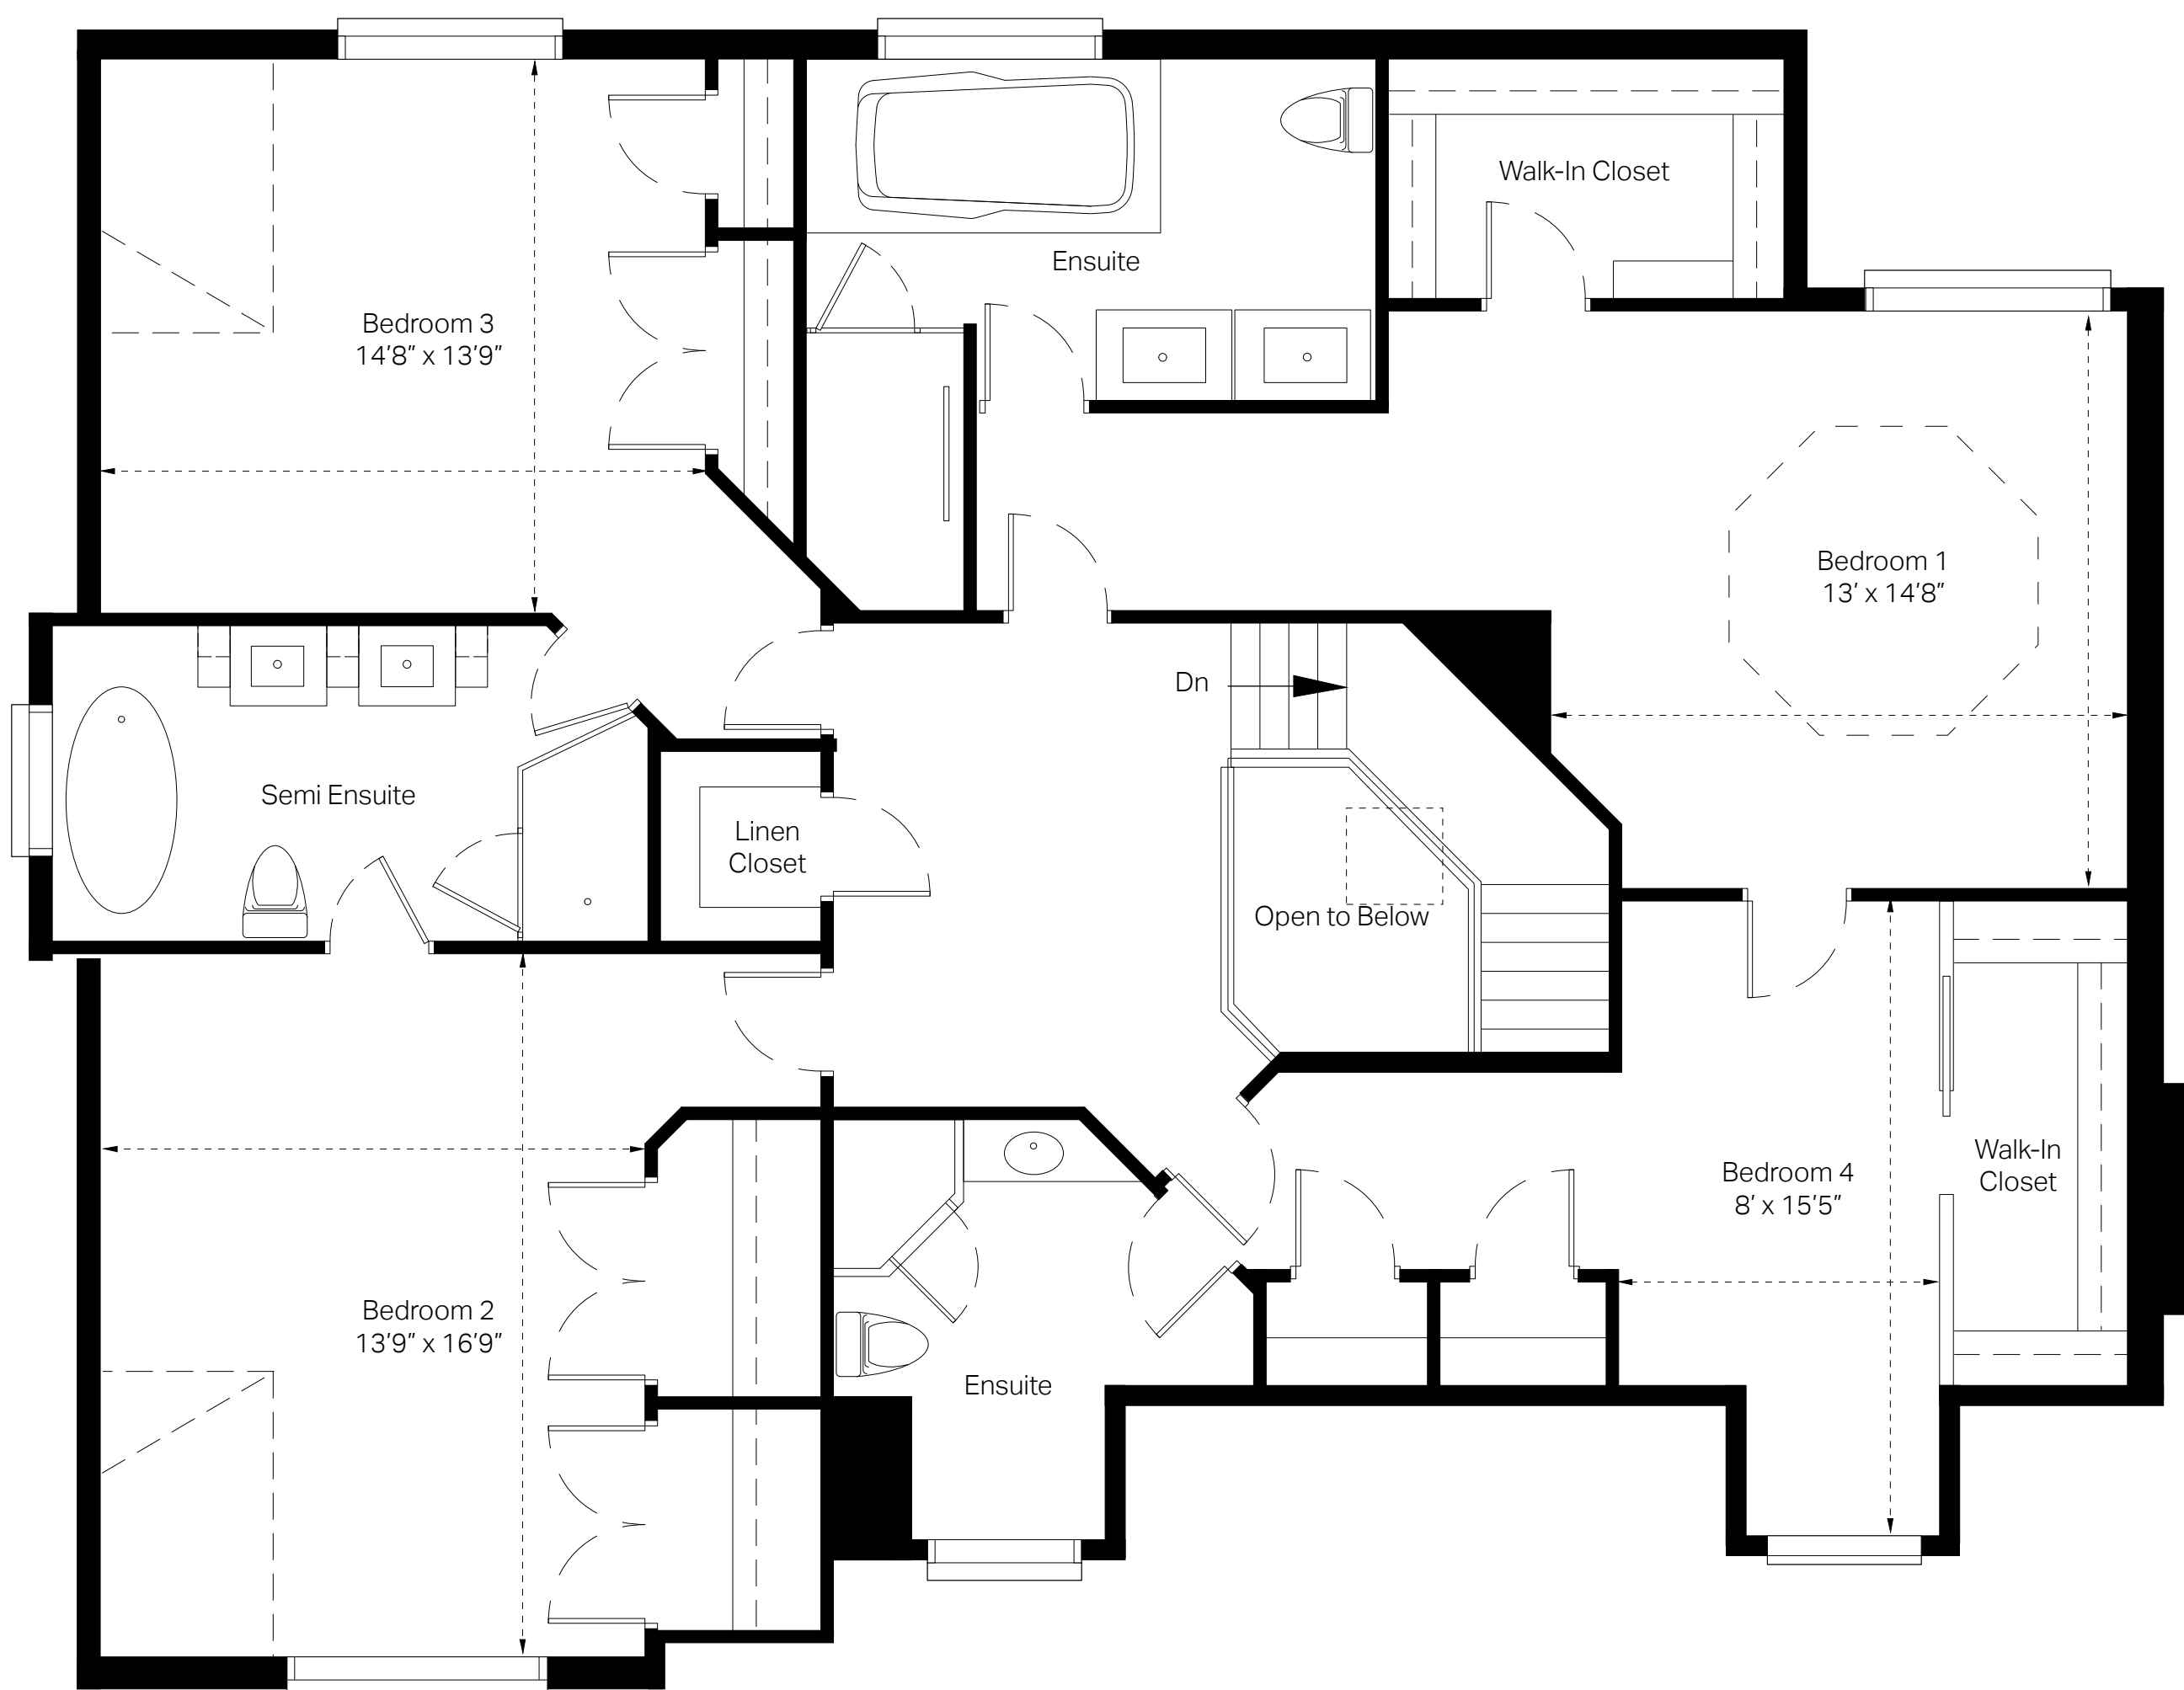 Walk-In Closet
Ensuite
Bedroom 3
14’8” x 13’9”
Bedroom 1
13’ x 14’8”
Dn
Semi Ensuite
Linen
Closet
Open to Below
Walk-In
Closet
Bedroom 4
8’ x 15’5”
Bedroom 2
13’9” x 16’9”
Ensuite